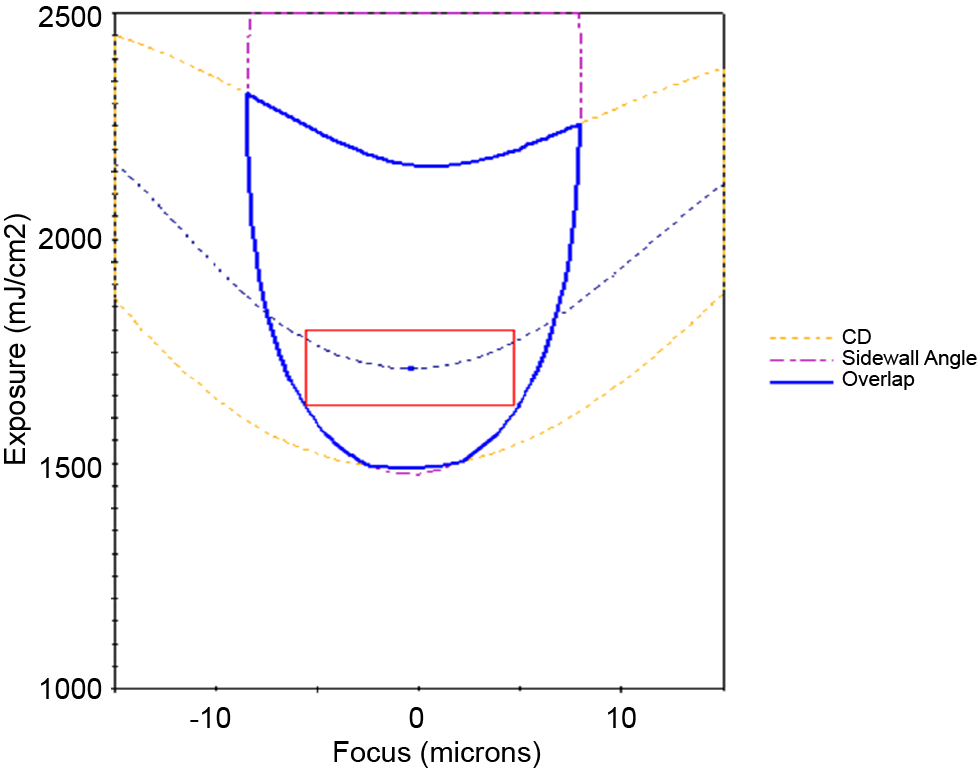 2500
2000
1500
1000
Exposure (mJ/cm2)
-10
0
10
Focus (microns)
CD
Sidewall Angle
Overlap